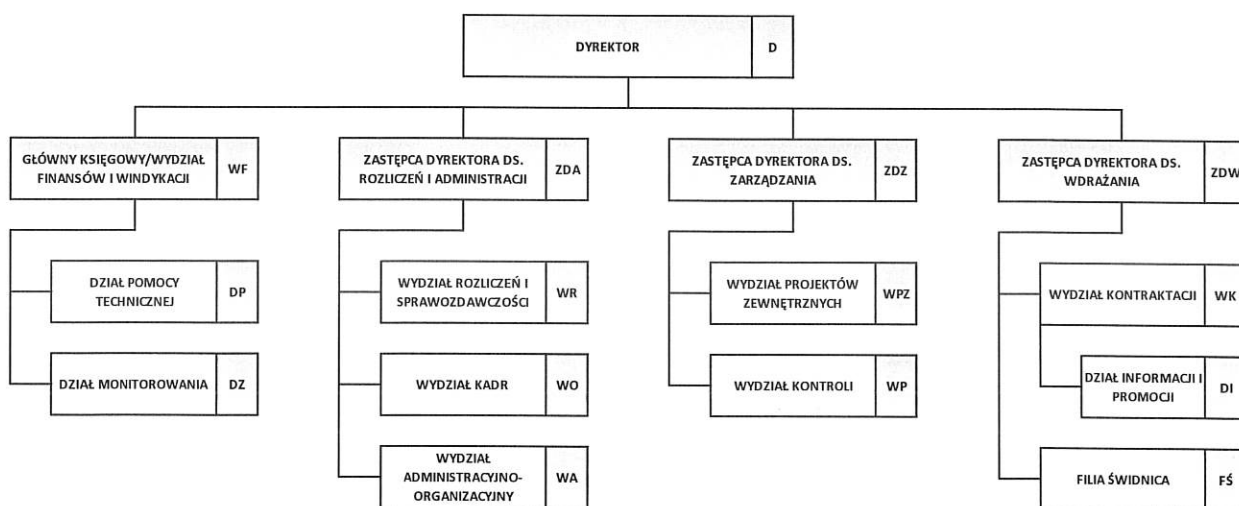 DYREKTOR
D
GŁÓWNY KSIĘGOWY/WYDZIAŁ
FINANSÓW I WINDYKACJI
WF
ZASTĘPCA DYREKTORA DS.
ROZLICZEŃ I ADMINISTRACJI
ZDA
ZASTĘPCA DYREKTORA DS.
ZARZĄDZANIA
ZDZ
ZASTĘPCA DYREKTORA DS.
WDRAŻANIA
ZDW
DZIAŁ POMOCY
TECHNICZNEJ
DP
WYDZIAŁ ROZLICZEŃ I
SPRAWOZDAWCZOŚCI
WR
WYDZIAŁ PROJEKTÓW
ZEWNĘTRZNYCH
WPZ
WYDZIAŁ KONTRAKTACJI
WK
DZIAŁ MONITOROWANIA
DZ
WYDZIAŁ KADR
WO
WYDZIAŁ KONTROLI
WP
DZIAŁ INFORMACJI I
PROMOCJI
DI
WYDZIAŁ
ADMINISTRACYJNO-
ORGANIZACYJNY
WA
FILIA ŚWIDNICA
FŚ